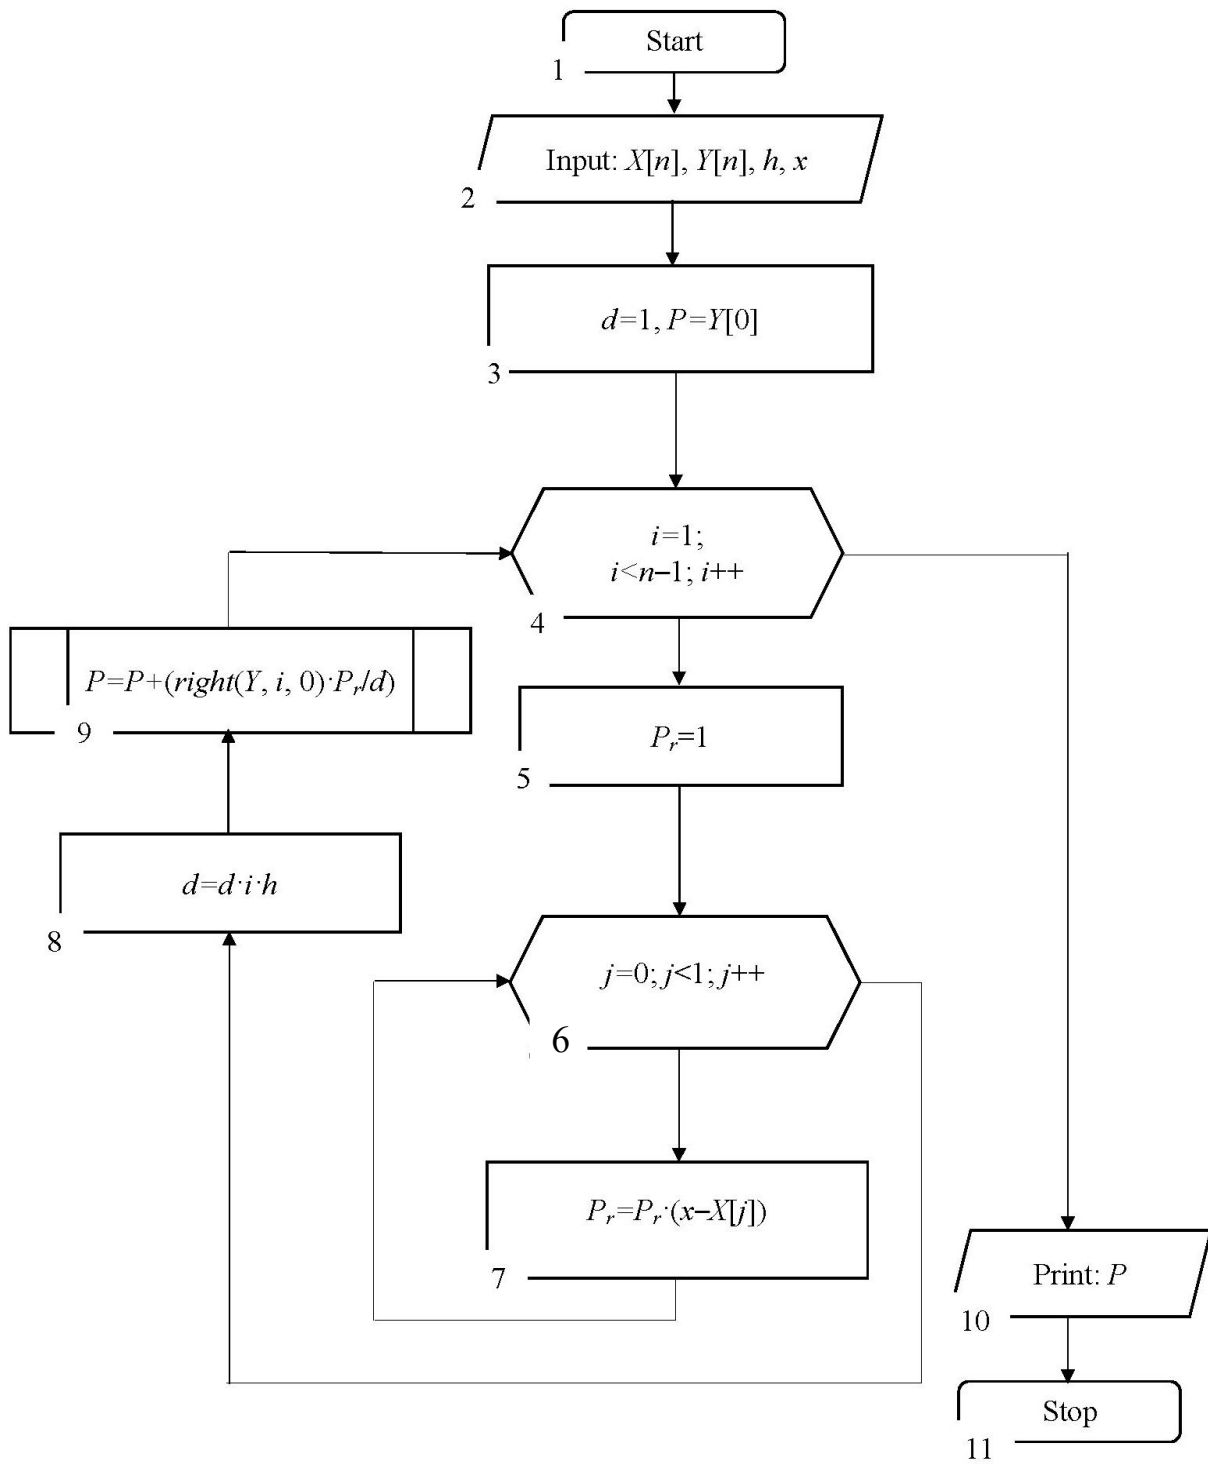 Start
1
Input: X[n], Y[n], h, x
2
d=1, P=Y[0]
3
i=1;
i<n–1; i++
4
P=P+(right(Y, i, 0)·Pᵣ/d)
9
Pᵣ=1
5
d=d·i·h
8
j=0; j<1; j++
6
Pᵣ=Pᵣ·(x–X[j])
7
Print: P
10
Stop
11